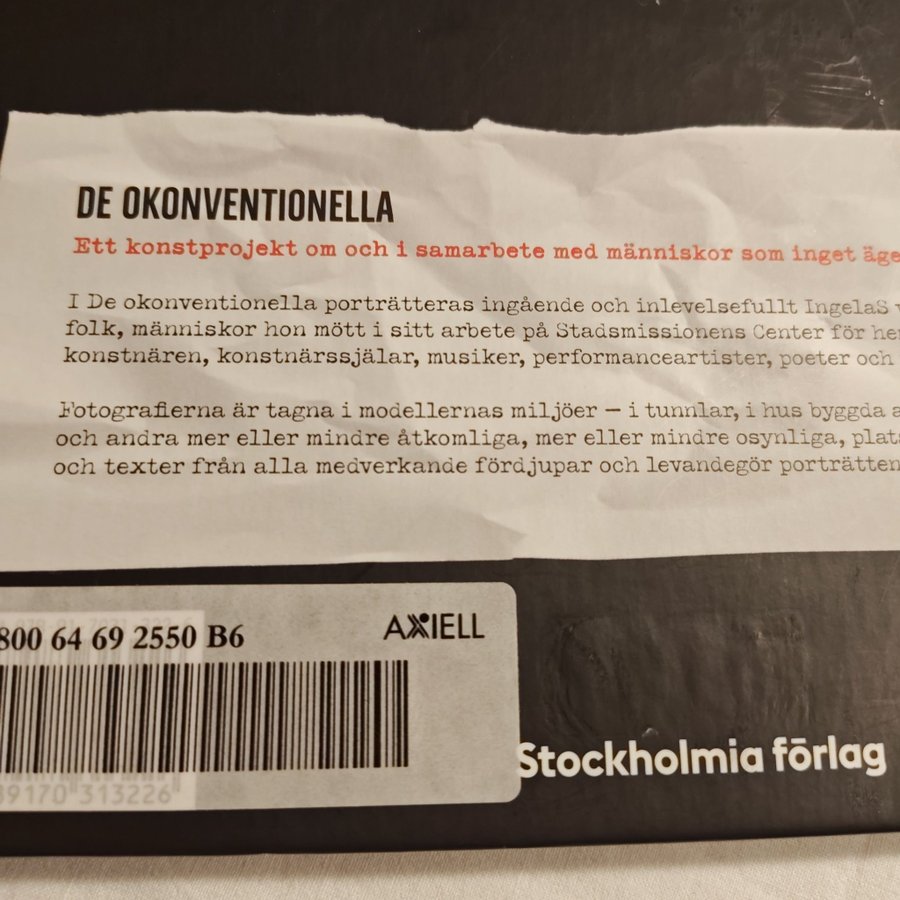 DE OKONVENTIONELLA
Ett konstprojekt om och i samarbete med människor som inget äge
I De okonventionella porträtteras ingående och inlevelsefullt IngelaS v
folk, människor hon mött i sitt arbete på Stadsmissionens Center för he
konstnären, konstnärssjälar, musiker, performanceartister, poeter och
Fotografierna är tagna i modellernas miljöer – i tunnlar, i hus byggda a
och andra mer eller mindre åtkomliga, mer eller mindre osynliga, plats
och texter från alla medverkande fördjupar och levandegör porträtten
800 64 69 2550 B6
AXIELL
89170 313226
Stockholmia förlag